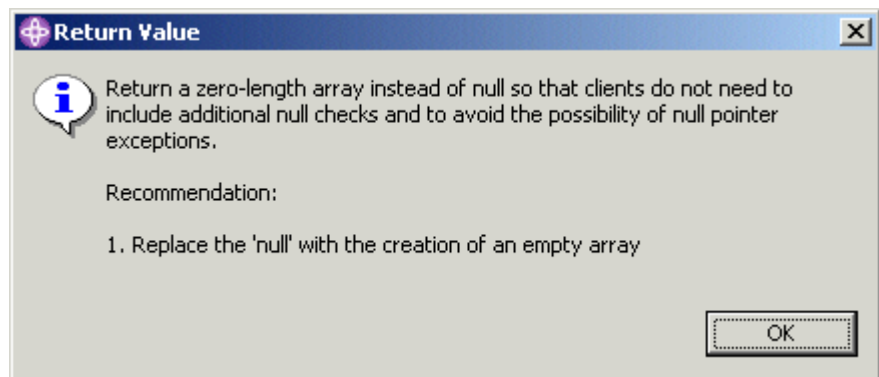 Return Value
Return a zero-length array instead of null so that clients do not need to
include additional null checks and to avoid the possibility of null pointer
exceptions.
Recommendation:
1. Replace the 'null' with the creation of an empty array
OK